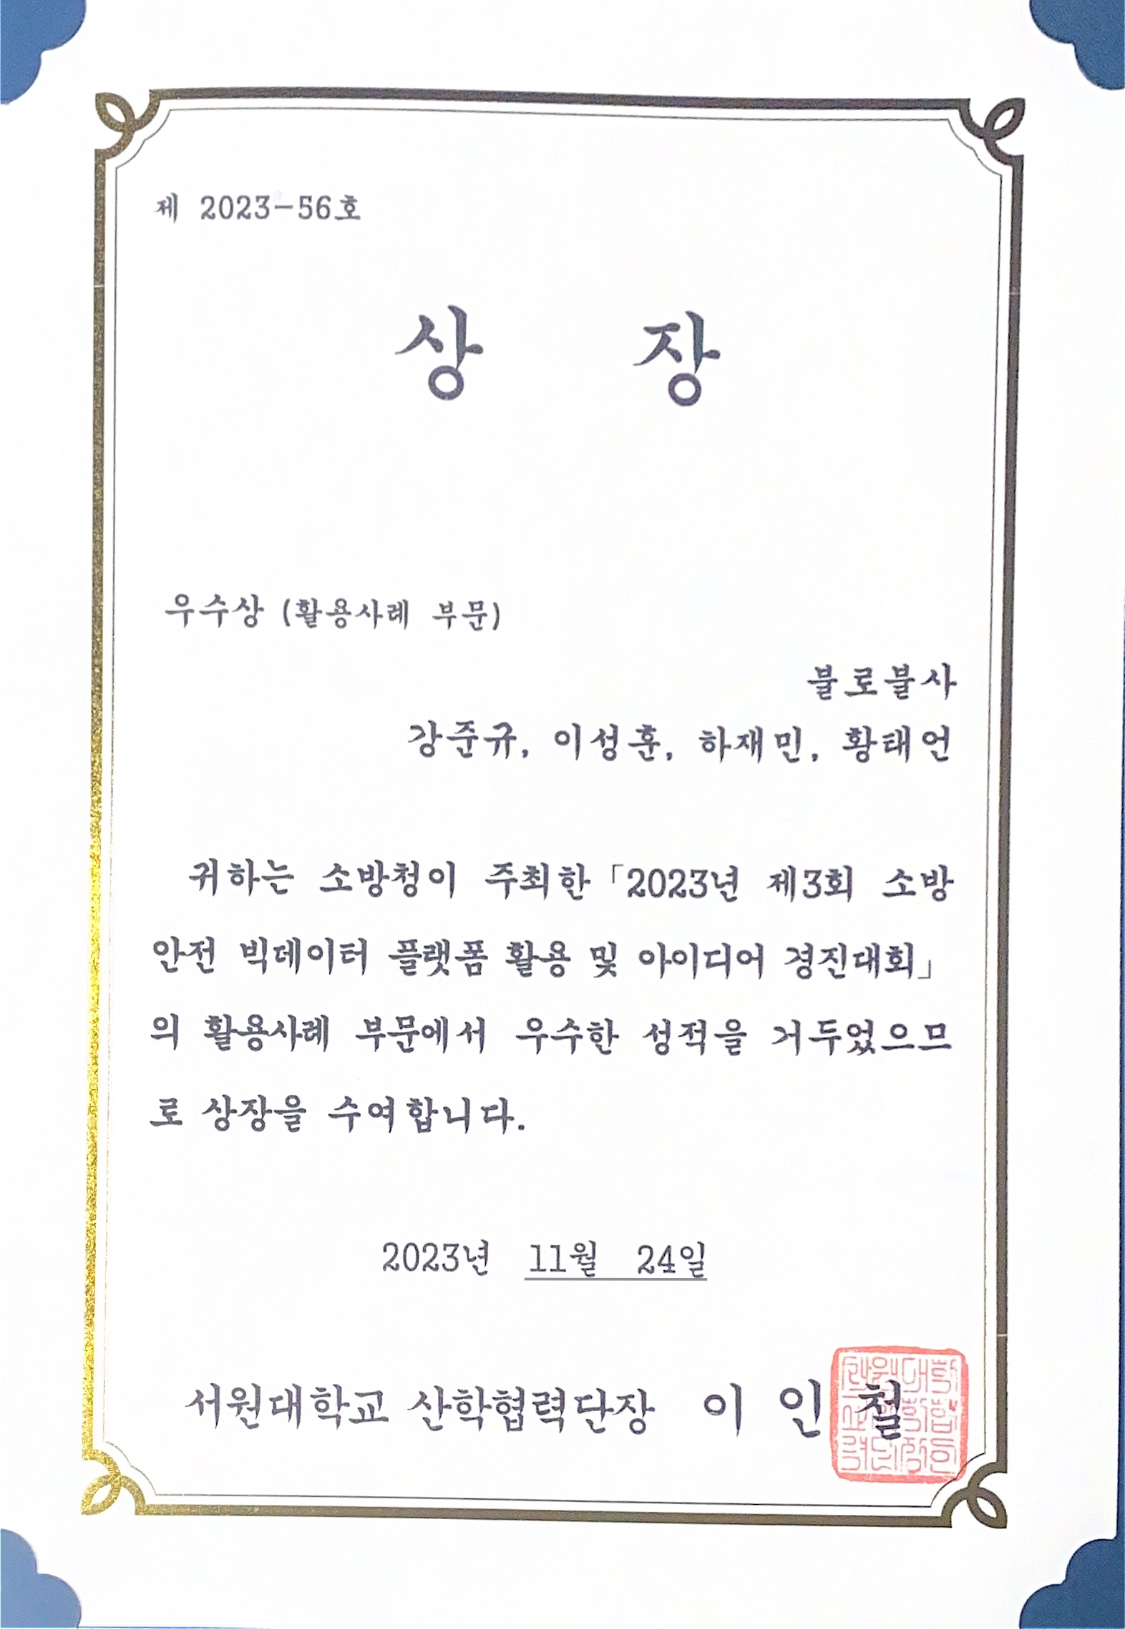 제 2023-56호
상 장
우수상 (활용사례 부문)
불로불사
강준규, 이성훈, 하재민, 황태언
귀하는 소방청이 주최한 「2023년 제3회 소방
안전 빅데이터 플랫폼 활용 및 아이디어 경진대회」
의 활용사례 부문에서 우수한 성적을 거두었으므
로 상장을 수여합니다.
2023년 11월 24일
서원대학교 산학협력단장 이 인 철